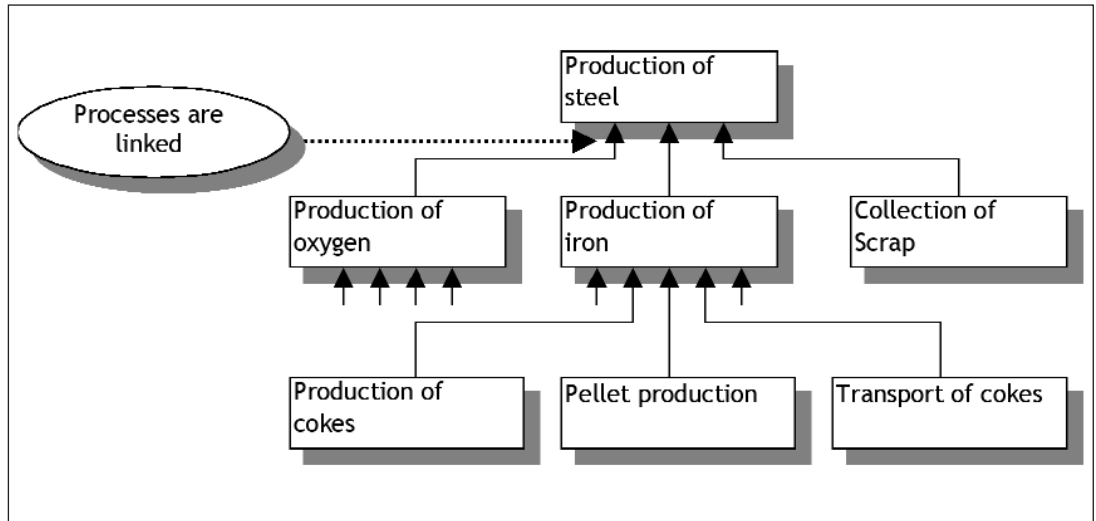 Production of
steel
Processes are
linked
Production of
oxygen
Production of
iron
Collection of
Scrap
Production of
cokes
Pellet production
Transport of cokes